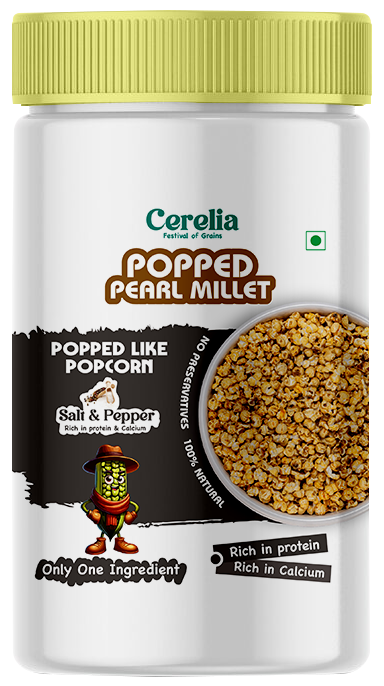 Cerelia
Festival of Grains
POPPED
PEARL MILLET
POPPED LIKE
POPCORN
Salt & Pepper
Rich in protein & Calcium
NO PRESERVATIVES
100% NATURAL
Only One Ingredient
Rich in protein
Rich in Calcium